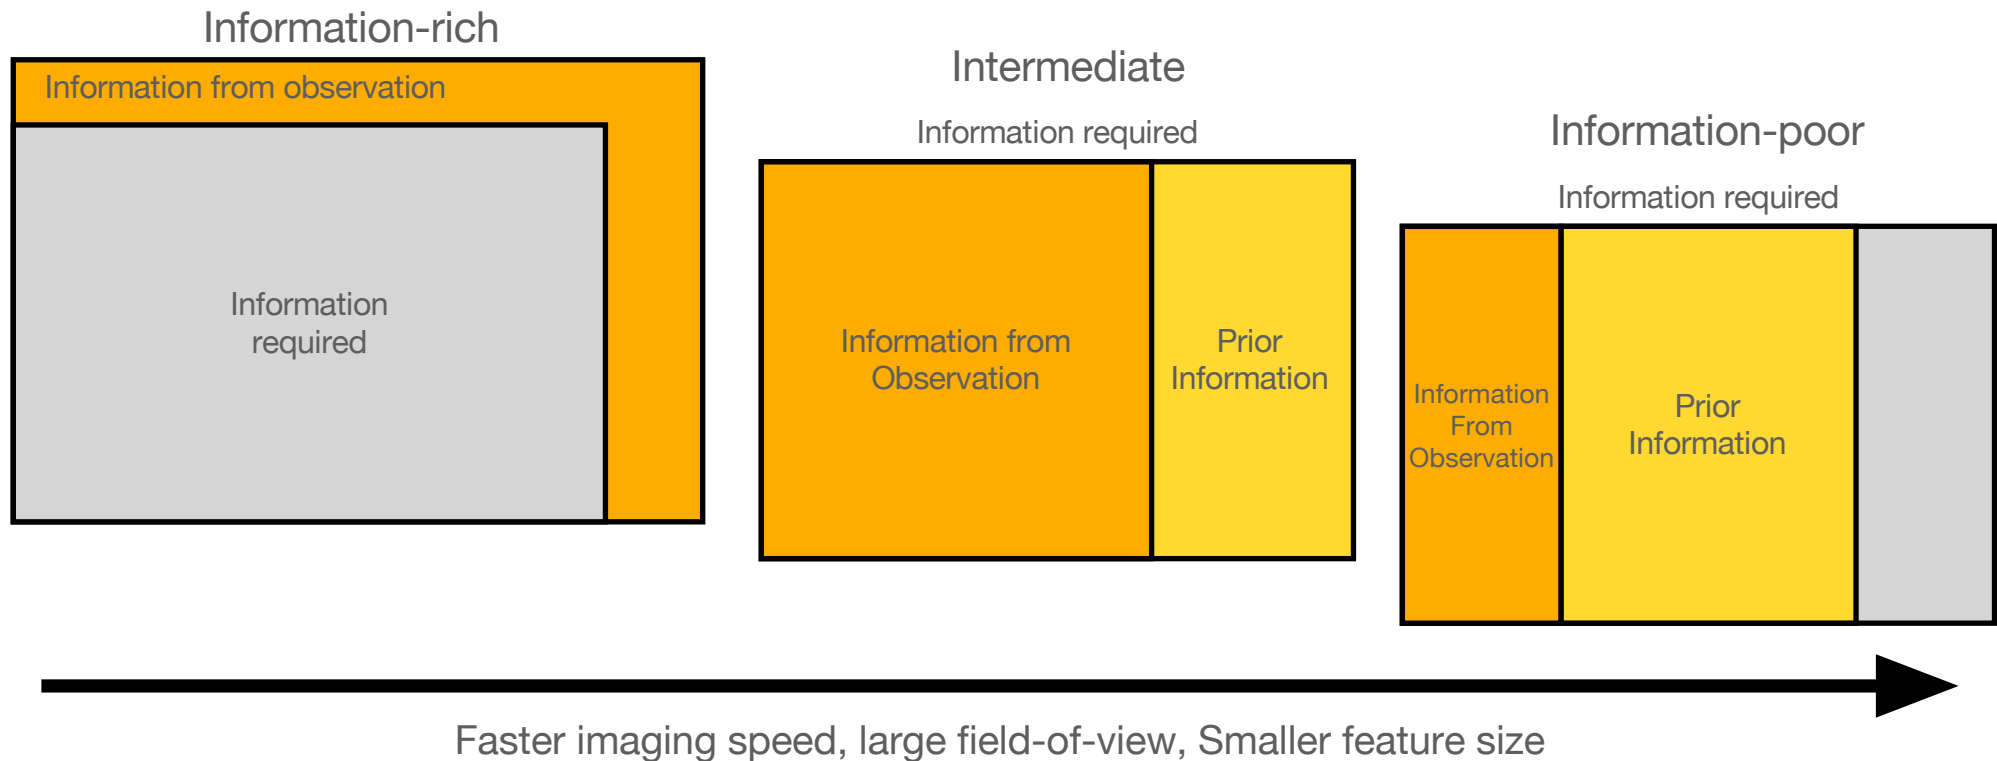 Information-rich
Information from observation
Information
required
Intermediate
Information required
Information from
Observation
Prior
Information
Information-poor
Information required
Information
From
Observation
Prior
Information
Faster imaging speed, large field-of-view, Smaller feature size